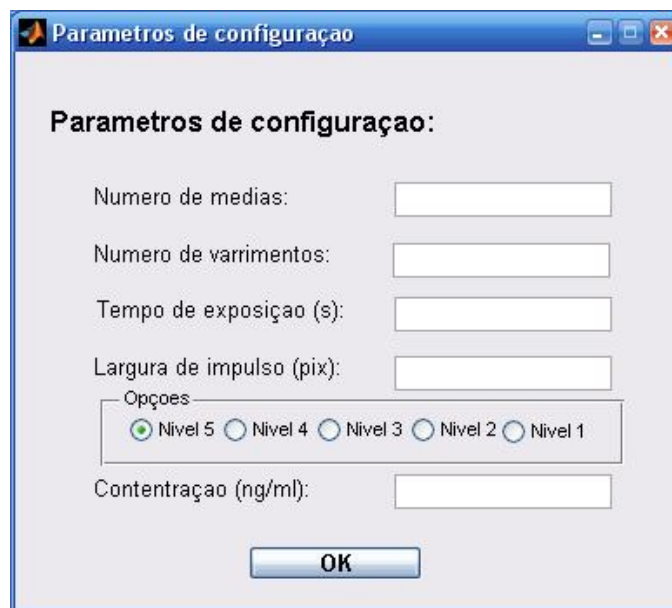 Parametros de configuraçao
Parametros de configuraçao:
Numero de medias:
Numero de varrimentos:
Tempo de exposiçao (s):
Largura de impulso (pix):
Opçoes
Nivel 5 Nivel 4 Nivel 3 Nivel 2 Nivel 1
Contentraçao (ng/ml):
OK